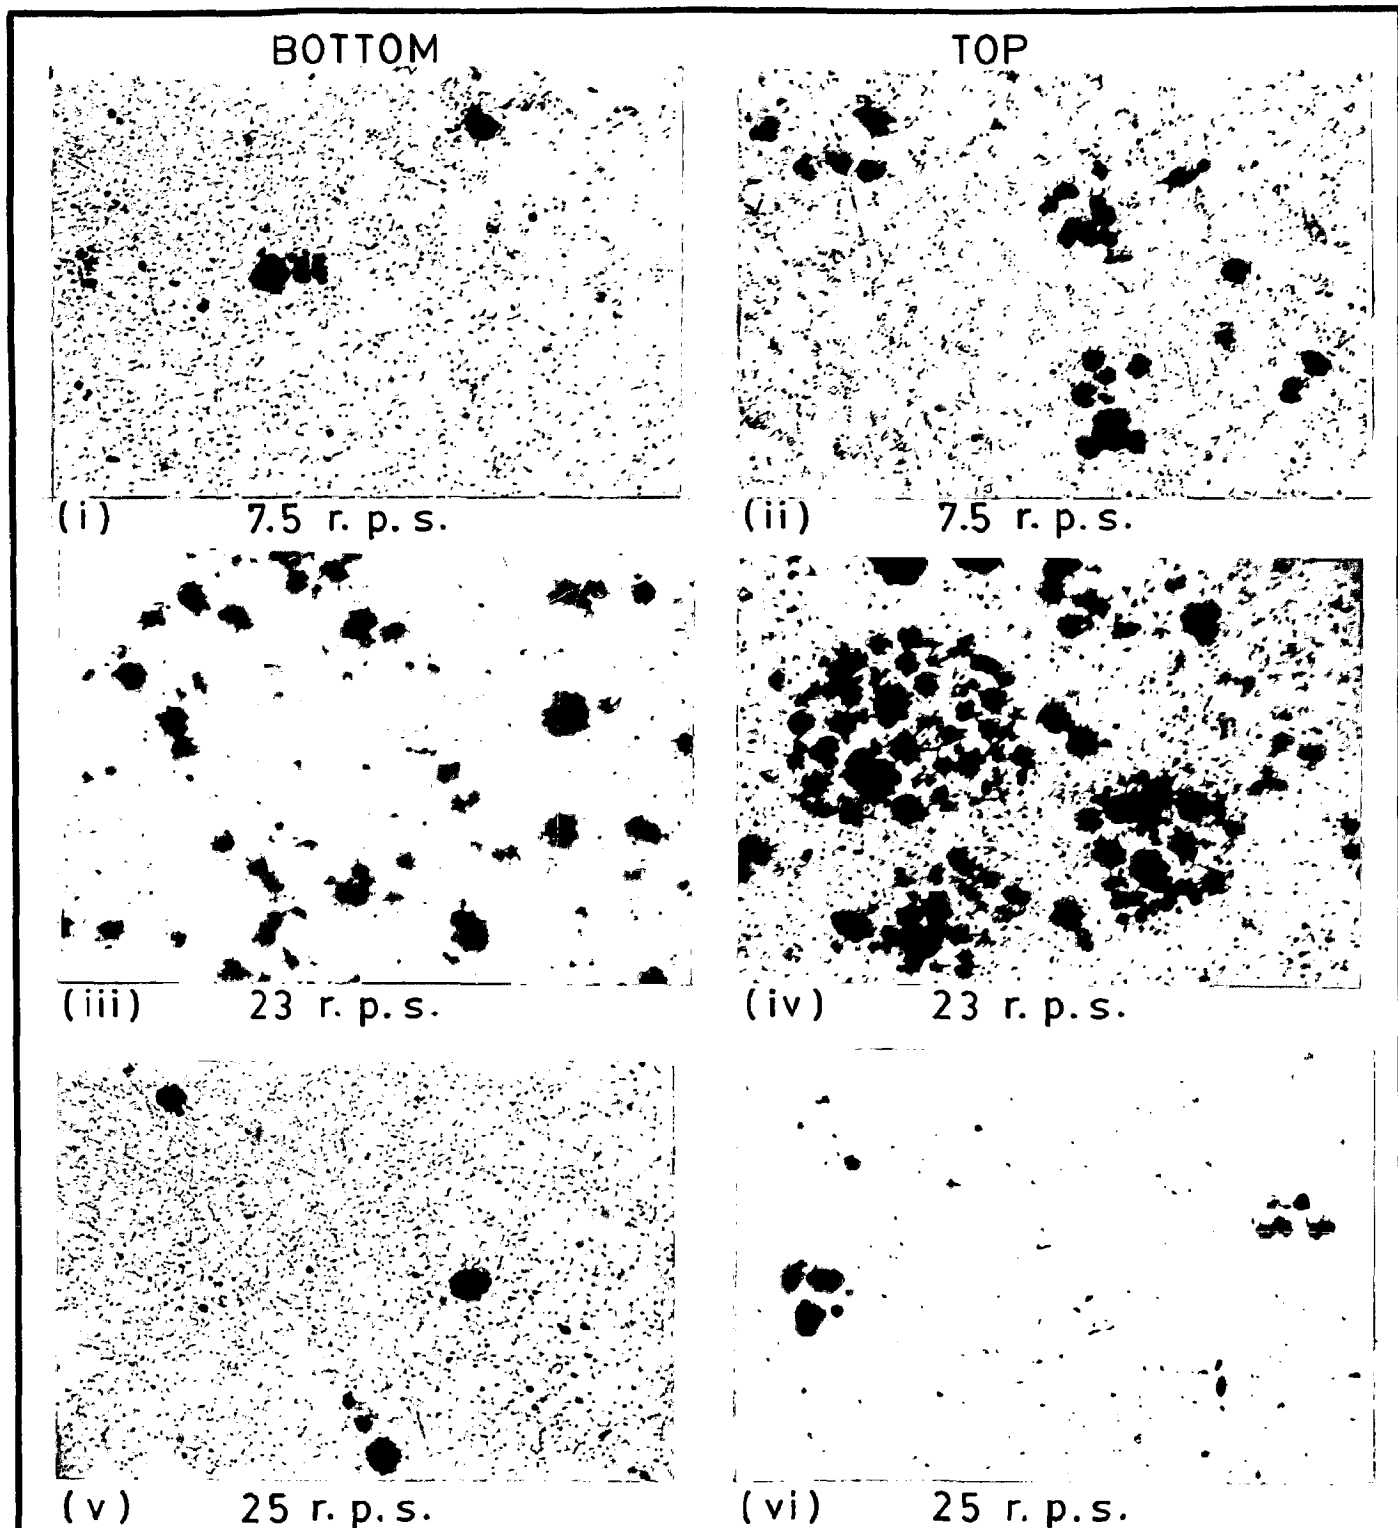 BOTTOM TOP
(i) 7.5 r. p. s. (ii) 7.5 r. p. s.
(iii) 23 r. p. s. (iv) 23 r. p. s.
(v) 25 r. p. s. (vi) 25 r. p. s.